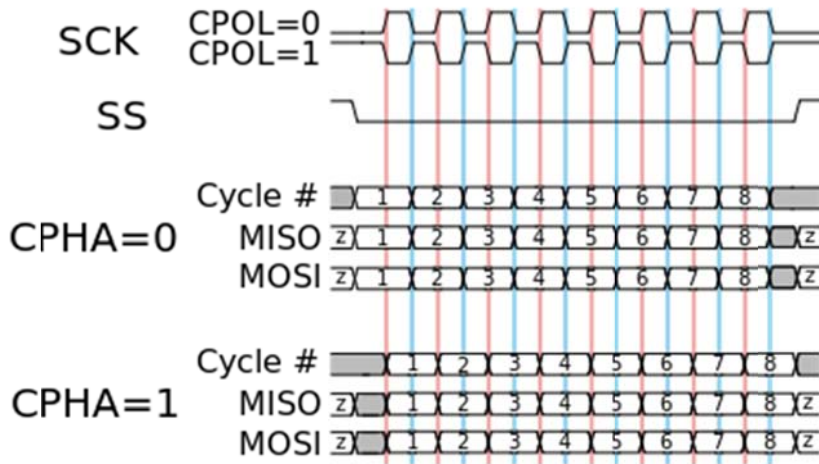 SCK CPOL=0
CPOL=1
SS
Cycle # 1 2 3 4 5 6 7 8
CPHA=0 MISO z 1 2 3 4 5 6 7 8 z
MOSI z 1 2 3 4 5 6 7 8 z
Cycle # 1 2 3 4 5 6 7 8
CPHA=1 MISO z 1 2 3 4 5 6 7 8 z
MOSI z 1 2 3 4 5 6 7 8 z